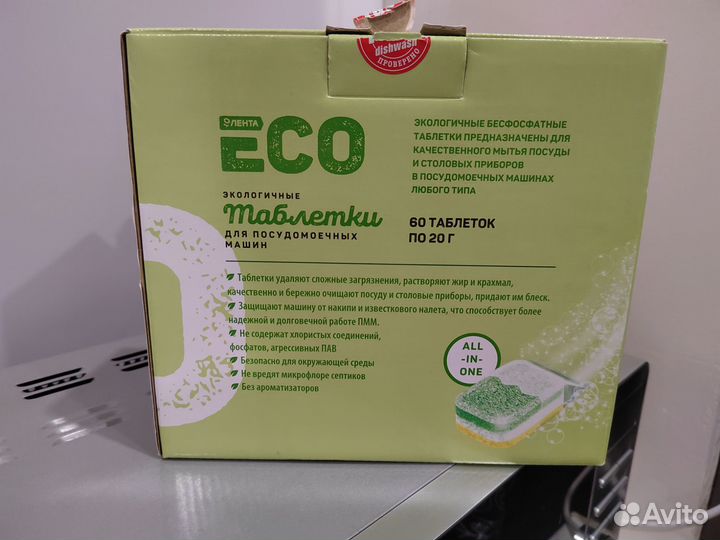 dishwash
ПРОВЕРЕНО
ЛЕНТА
ECO
ЭКОЛОГИЧНЫЕ
Таблетки
ДЛЯ ПОСУДОМОЕЧНЫХ
МАШИН
ЭКОЛОГИЧНЫЕ БЕСФОСФАТНЫЕ
ТАБЛЕТКИ ПРЕДНАЗНАЧЕНЫ ДЛЯ
КАЧЕСТВЕННОГО МЫТЬЯ ПОСУДЫ
И СТОЛОВЫХ ПРИБОРОВ
В ПОСУДОМОЕЧНЫХ МАШИНАХ
ЛЮБОГО ТИПА
60 ТАБЛЕТОК
ПО 20 Г
Таблетки удаляют сложные загрязнения, растворяют жир и крахмал,
качественно и бережно очищают посуду и столовые приборы, придают им блеск.
Защищают машину от накипи и известкового налета, что способствует более
надежной и долговечной работе ПММ.
Не содержат хлористых соединений,
фосфатов, агрессивных ПАВ
Безопасно для окружающей среды
Не вредят микрофлоре септиков
Без ароматизаторов
ALL
-IN-
ONE
Avito